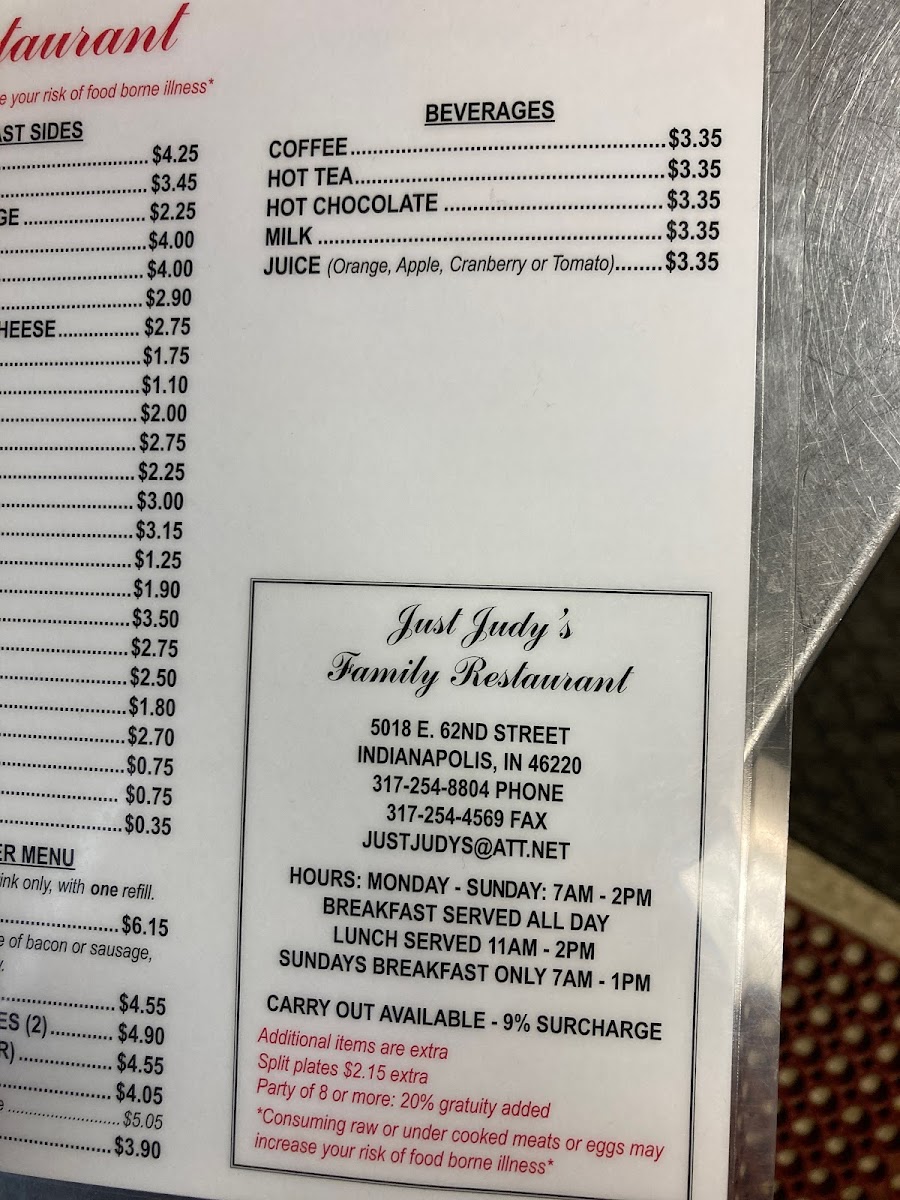 taurant
e your risk of food borne illness*
AST SIDES
$4.25
$3.45
GE $2.25
$4.00
$4.00
$2.90
HEESE $2.75
$1.75
$1.10
$2.00
$2.75
$2.25
$3.00
$3.15
$1.25
$1.90
$3.50
$2.75
$2.50
$1.80
$2.70
$0.75
$0.75
$0.35
ER MENU
ink only, with one refill.
$6.15
e of bacon or sausage,
y.
$4.55
ES (2) $4.90
R) $4.55
$4.05
e $5.05
$3.90
BEVERAGES
COFFEE $3.35
HOT TEA $3.35
HOT CHOCOLATE $3.35
MILK $3.35
JUICE (Orange, Apple, Cranberry or Tomato) $3.35
Just Judy's
Family Restaurant
5018 E. 62ND STREET
INDIANAPOLIS, IN 46220
317-254-8804 PHONE
317-254-4569 FAX
JUSTJUDYS@ATT.NET
HOURS: MONDAY - SUNDAY: 7AM - 2PM
BREAKFAST SERVED ALL DAY
LUNCH SERVED 11AM - 2PM
SUNDAYS BREAKFAST ONLY 7AM - 1PM
CARRY OUT AVAILABLE - 9% SURCHARGE
Additional items are extra
Split plates $2.15 extra
Party of 8 or more: 20% gratuity added
*Consuming raw or under cooked meats or eggs may
increase your risk of food borne illness*